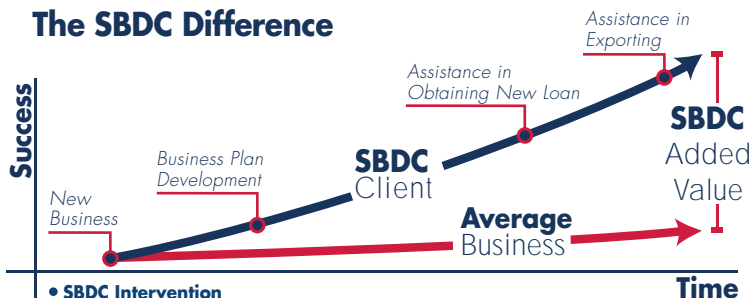 The SBDC Difference
Assistance in
Exporting
Assistance in
Obtaining New Loan
Success
SBDC
Added
Value
Business Plan
Development
SBDC
Client
New
Business
Average
Business
• SBDC Intervention
Time